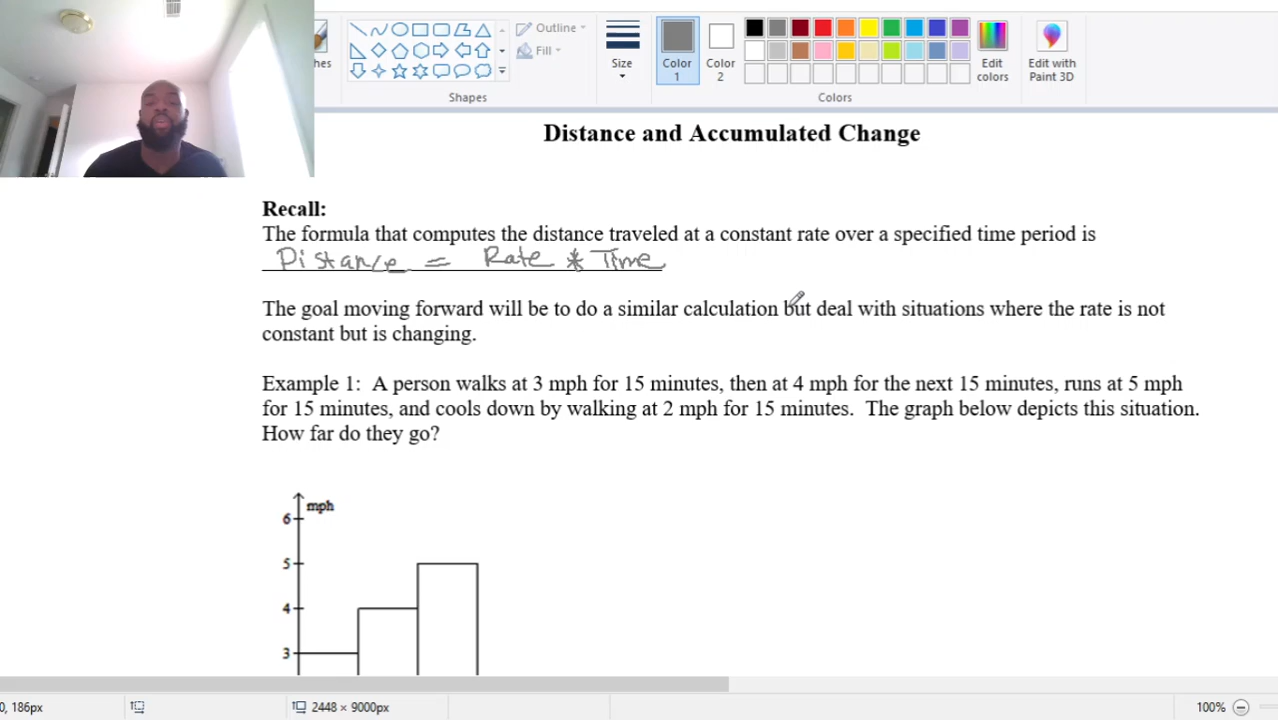 Outline
Fill
hes
Size
Color
1
Color
2
Edit
colors
Edit with
Paint 3D
Shapes
Colors
Distance and Accumulated Change
Recall:
The formula that computes the distance traveled at a constant rate over a specified time period is
Distance = Rate * Time
The goal moving forward will be to do a similar calculation but deal with situations where the rate is not
constant but is changing.
Example 1: A person walks at 3 mph for 15 minutes, then at 4 mph for the next 15 minutes, runs at 5 mph
for 15 minutes, and cools down by walking at 2 mph for 15 minutes. The graph below depicts this situation.
How far do they go?
mph
6
5
4
3
0, 186px
2448 × 9000px
100%